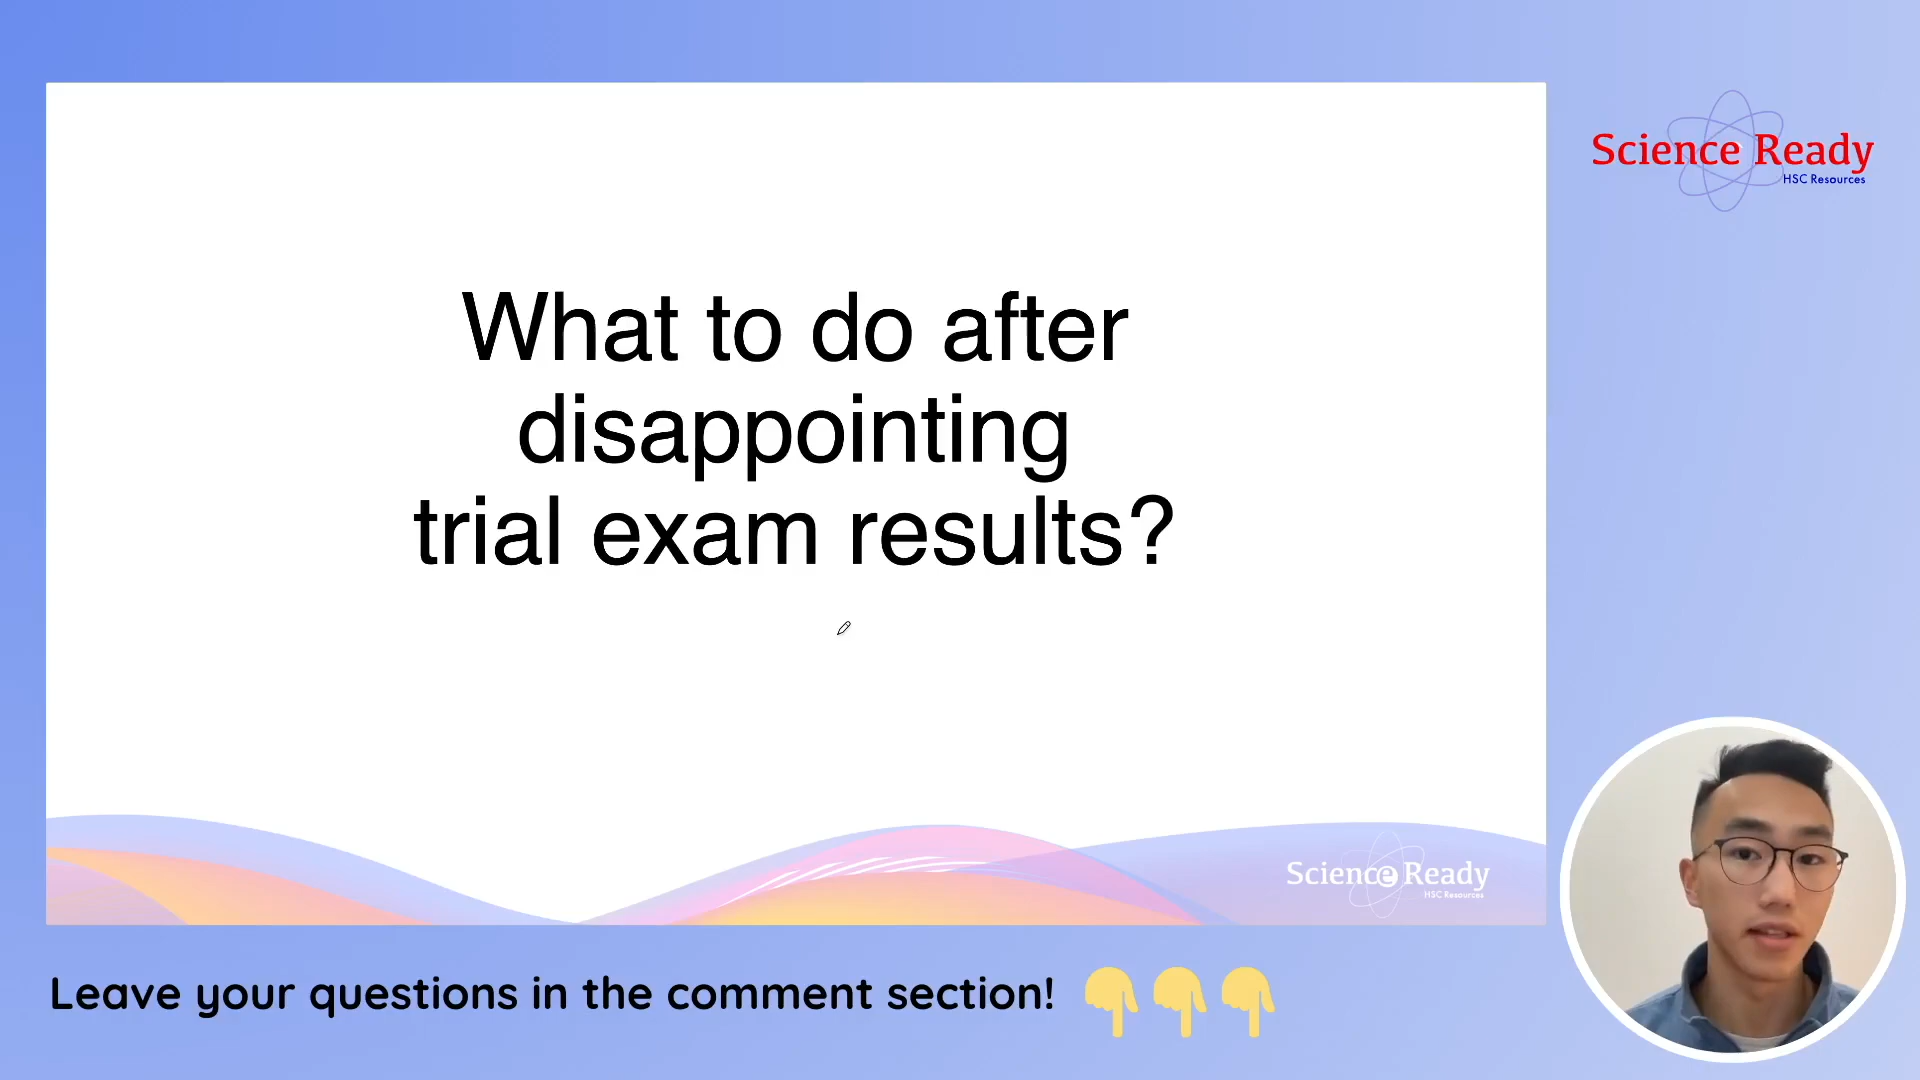 Science Ready
HSC Resources
What to do after
disappointing
trial exam results?
Science Ready
HSC Resources
Leave your questions in the comment section!